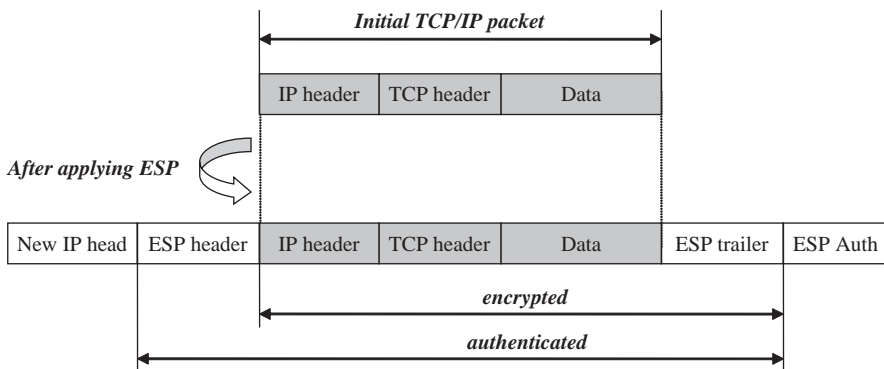 Initial TCP/IP packet
IP header TCP header Data
After applying ESP
New IP head ESP header IP header TCP header Data ESP trailer ESP Auth
encrypted
authenticated